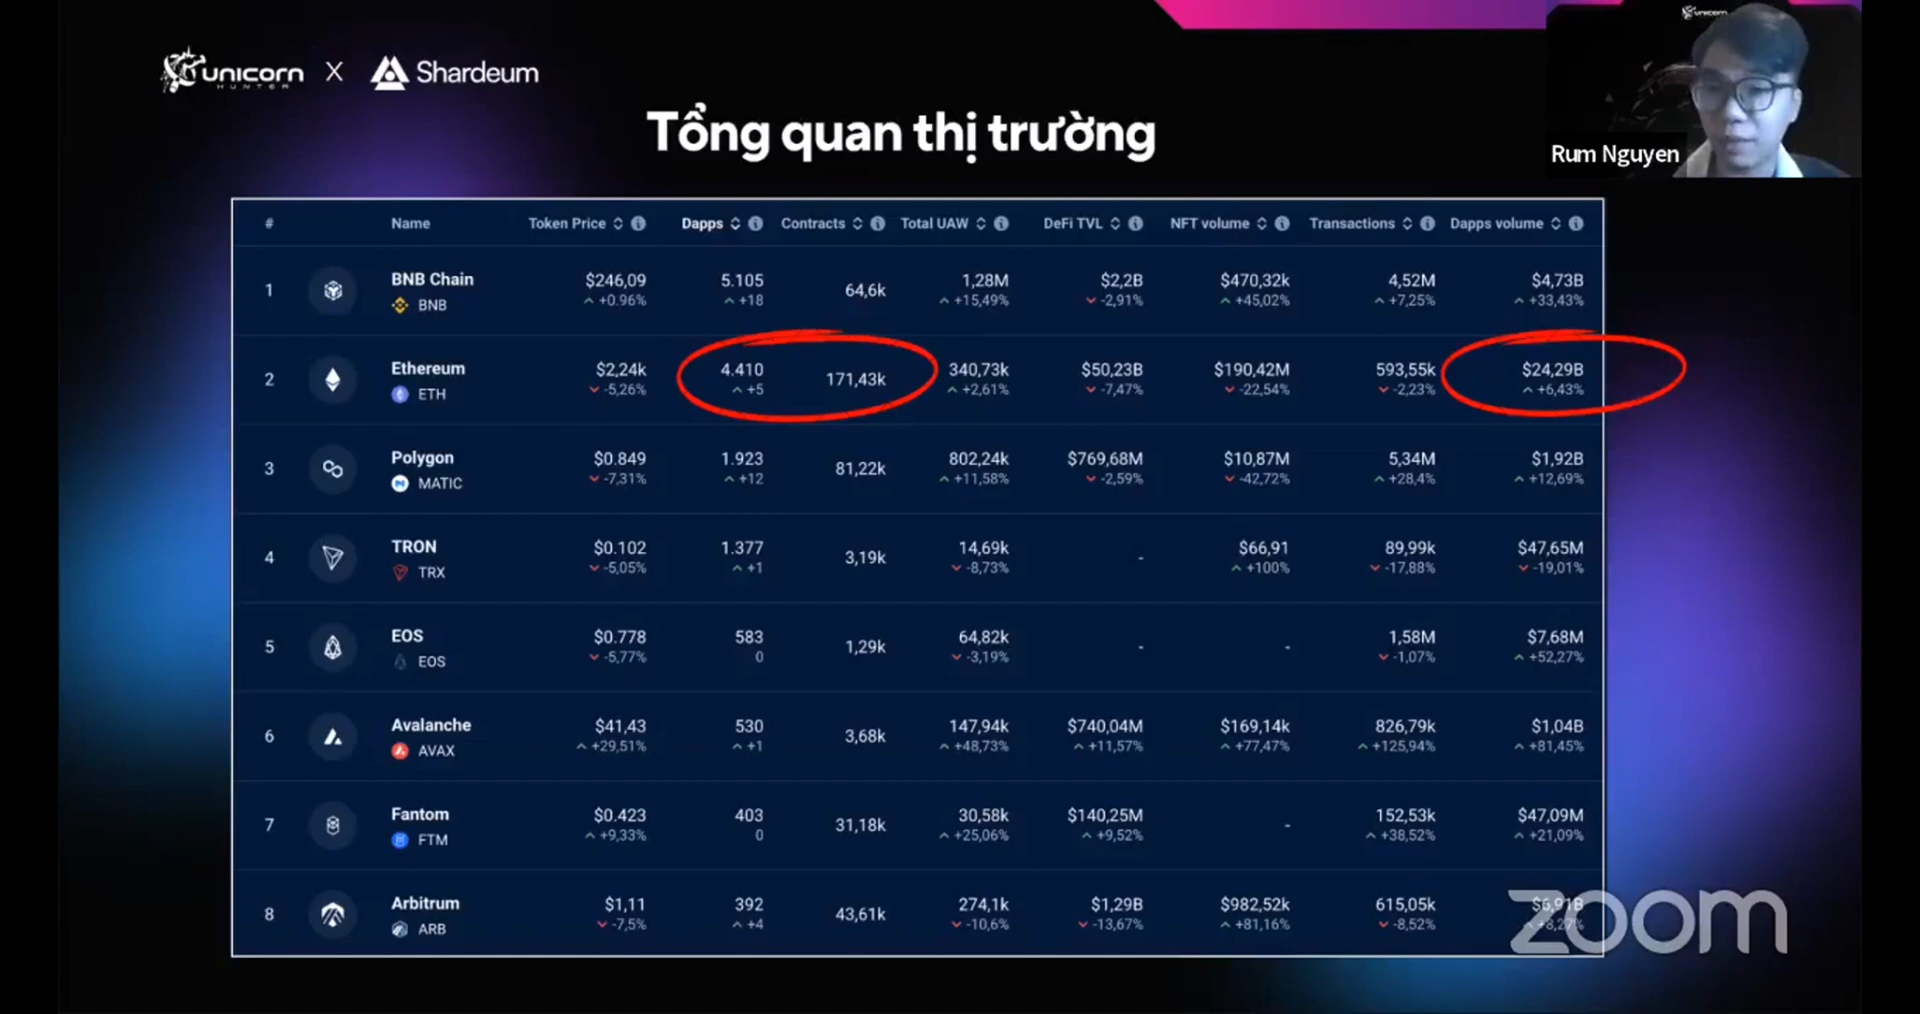 unicorn HUNTER X Shardeum
unicorn
Tổng quan thị trường
Rum Nguyen
# Name Token Price Dapps Contracts Total UAW DeFi TVL NFT volume Transactions Dapps volume
1 BNB Chain $246,09 5.105 64,6k 1,28M $2,2B $470,32k 4,52M $4,73B
BNB +0.96% +18 +15,49% -2,91% +45,02% +7,25% +33,43%
2 Ethereum $2,24k 4.410 171,43k 340,73k $50,23B $190,42M 593,55k $24,29B
ETH -5,26% +5 +2,61% -7,47% -22,54% -2,23% +6,43%
3 Polygon $0.849 1.923 81,22k 802,24k $769,68M $10,87M 5,34M $1,92B
MATIC -7,31% +12 +11,58% -2,59% -42,72% +28,4% +12,69%
4 TRON $0.102 1.377 3,19k 14,69k - $66,91 89,99k $47,65M
TRX -5,05% +1 -8,73% +100% -17,88% -19,01%
5 EOS $0.778 583 1,29k 64,82k - - 1,58M $7,68M
EOS -5,77% 0 -3,19% -1,07% +52,27%
6 Avalanche $41,43 530 3,68k 147,94k $740,04M $169,14k 826,79k $1,04B
AVAX +29,51% +1 +48,73% +11,57% +77,47% +125,94% +81,45%
7 Fantom $0.423 403 31,18k 30,58k $140,25M - 152,53k $47,09M
FTM +9,33% 0 +25,06% +9,52% +38,52% +21,09%
8 Arbitrum $1,11 392 43,61k 274,1k $1,29B $982,52k 615,05k $6,91B
ARB -7,5% +4 -10,6% -13,67% +81,16% -8,52% +8,27%
zoom